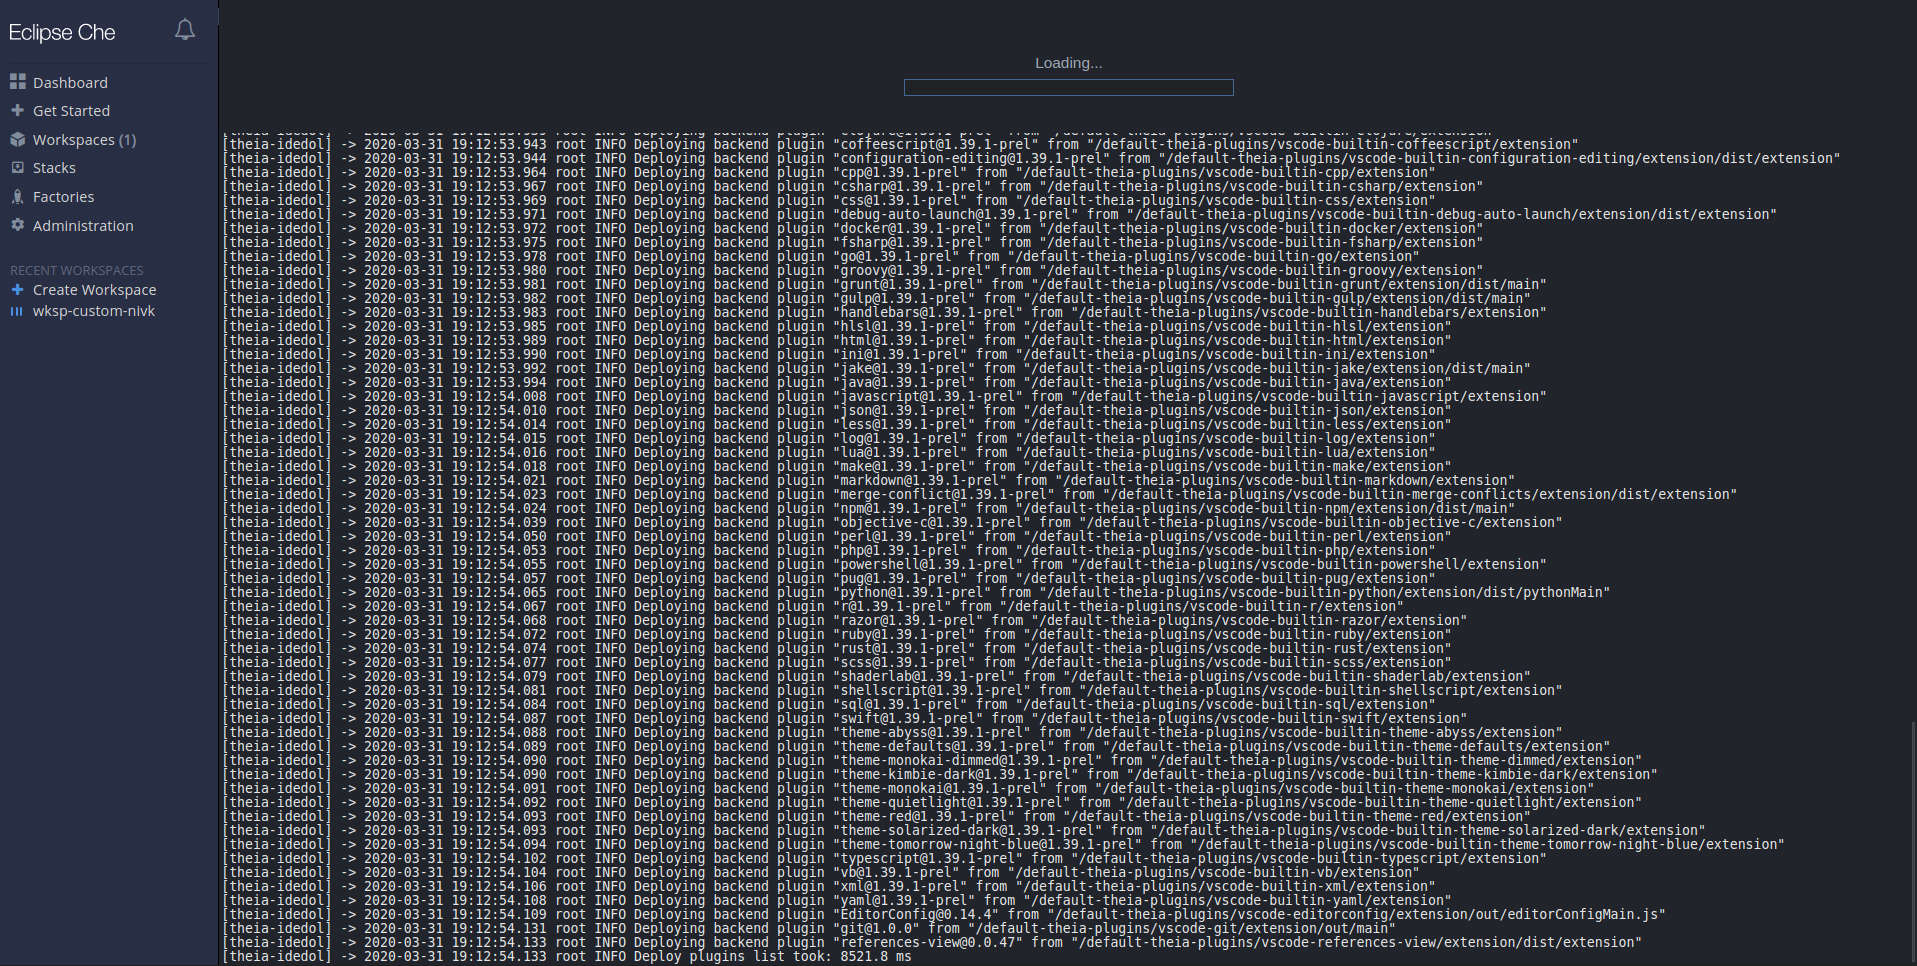 Eclipse Che
Dashboard
Get Started
Workspaces (1)
Stacks
Factories
Administration
RECENT WORKSPACES
Create Workspace
wksp-custom-nivk
Loading...
[theia-idedol] -> 2020-03-31 19:12:53.939 root INFO Deploying backend plugin "clojure@1.39.1-prel" from "/default-theia-plugins/vscode-builtin-clojure/extension"
[theia-idedol] -> 2020-03-31 19:12:53.943 root INFO Deploying backend plugin "coffeescript@1.39.1-prel" from "/default-theia-plugins/vscode-builtin-coffeescript/extension"
[theia-idedol] -> 2020-03-31 19:12:53.944 root INFO Deploying backend plugin "configuration-editing@1.39.1-prel" from "/default-theia-plugins/vscode-builtin-configuration-editing/extension/dist/extension"
[theia-idedol] -> 2020-03-31 19:12:53.964 root INFO Deploying backend plugin "cpp@1.39.1-prel" from "/default-theia-plugins/vscode-builtin-cpp/extension"
[theia-idedol] -> 2020-03-31 19:12:53.967 root INFO Deploying backend plugin "csharp@1.39.1-prel" from "/default-theia-plugins/vscode-builtin-csharp/extension"
[theia-idedol] -> 2020-03-31 19:12:53.969 root INFO Deploying backend plugin "css@1.39.1-prel" from "/default-theia-plugins/vscode-builtin-css/extension"
[theia-idedol] -> 2020-03-31 19:12:53.971 root INFO Deploying backend plugin "debug-auto-launch@1.39.1-prel" from "/default-theia-plugins/vscode-builtin-debug-auto-launch/extension/dist/extension"
[theia-idedol] -> 2020-03-31 19:12:53.972 root INFO Deploying backend plugin "docker@1.39.1-prel" from "/default-theia-plugins/vscode-builtin-docker/extension"
[theia-idedol] -> 2020-03-31 19:12:53.975 root INFO Deploying backend plugin "fsharp@1.39.1-prel" from "/default-theia-plugins/vscode-builtin-fsharp/extension"
[theia-idedol] -> 2020-03-31 19:12:53.978 root INFO Deploying backend plugin "go@1.39.1-prel" from "/default-theia-plugins/vscode-builtin-go/extension"
[theia-idedol] -> 2020-03-31 19:12:53.980 root INFO Deploying backend plugin "groovy@1.39.1-prel" from "/default-theia-plugins/vscode-builtin-groovy/extension"
[theia-idedol] -> 2020-03-31 19:12:53.981 root INFO Deploying backend plugin "grunt@1.39.1-prel" from "/default-theia-plugins/vscode-builtin-grunt/extension/dist/main"
[theia-idedol] -> 2020-03-31 19:12:53.982 root INFO Deploying backend plugin "gulp@1.39.1-prel" from "/default-theia-plugins/vscode-builtin-gulp/extension/dist/main"
[theia-idedol] -> 2020-03-31 19:12:53.983 root INFO Deploying backend plugin "handlebars@1.39.1-prel" from "/default-theia-plugins/vscode-builtin-handlebars/extension"
[theia-idedol] -> 2020-03-31 19:12:53.985 root INFO Deploying backend plugin "hlsl@1.39.1-prel" from "/default-theia-plugins/vscode-builtin-hlsl/extension"
[theia-idedol] -> 2020-03-31 19:12:53.989 root INFO Deploying backend plugin "html@1.39.1-prel" from "/default-theia-plugins/vscode-builtin-html/extension"
[theia-idedol] -> 2020-03-31 19:12:53.990 root INFO Deploying backend plugin "ini@1.39.1-prel" from "/default-theia-plugins/vscode-builtin-ini/extension"
[theia-idedol] -> 2020-03-31 19:12:53.992 root INFO Deploying backend plugin "jake@1.39.1-prel" from "/default-theia-plugins/vscode-builtin-jake/extension/dist/main"
[theia-idedol] -> 2020-03-31 19:12:53.994 root INFO Deploying backend plugin "java@1.39.1-prel" from "/default-theia-plugins/vscode-builtin-java/extension"
[theia-idedol] -> 2020-03-31 19:12:54.008 root INFO Deploying backend plugin "javascript@1.39.1-prel" from "/default-theia-plugins/vscode-builtin-javascript/extension"
[theia-idedol] -> 2020-03-31 19:12:54.010 root INFO Deploying backend plugin "json@1.39.1-prel" from "/default-theia-plugins/vscode-builtin-json/extension"
[theia-idedol] -> 2020-03-31 19:12:54.014 root INFO Deploying backend plugin "less@1.39.1-prel" from "/default-theia-plugins/vscode-builtin-less/extension"
[theia-idedol] -> 2020-03-31 19:12:54.015 root INFO Deploying backend plugin "log@1.39.1-prel" from "/default-theia-plugins/vscode-builtin-log/extension"
[theia-idedol] -> 2020-03-31 19:12:54.016 root INFO Deploying backend plugin "lua@1.39.1-prel" from "/default-theia-plugins/vscode-builtin-lua/extension"
[theia-idedol] -> 2020-03-31 19:12:54.018 root INFO Deploying backend plugin "make@1.39.1-prel" from "/default-theia-plugins/vscode-builtin-make/extension"
[theia-idedol] -> 2020-03-31 19:12:54.021 root INFO Deploying backend plugin "markdown@1.39.1-prel" from "/default-theia-plugins/vscode-builtin-markdown/extension"
[theia-idedol] -> 2020-03-31 19:12:54.023 root INFO Deploying backend plugin "merge-conflict@1.39.1-prel" from "/default-theia-plugins/vscode-builtin-merge-conflicts/extension/dist/extension"
[theia-idedol] -> 2020-03-31 19:12:54.024 root INFO Deploying backend plugin "npm@1.39.1-prel" from "/default-theia-plugins/vscode-builtin-npm/extension/dist/main"
[theia-idedol] -> 2020-03-31 19:12:54.039 root INFO Deploying backend plugin "objective-c@1.39.1-prel" from "/default-theia-plugins/vscode-builtin-objective-c/extension"
[theia-idedol] -> 2020-03-31 19:12:54.050 root INFO Deploying backend plugin "perl@1.39.1-prel" from "/default-theia-plugins/vscode-builtin-perl/extension"
[theia-idedol] -> 2020-03-31 19:12:54.053 root INFO Deploying backend plugin "php@1.39.1-prel" from "/default-theia-plugins/vscode-builtin-php/extension"
[theia-idedol] -> 2020-03-31 19:12:54.055 root INFO Deploying backend plugin "powershell@1.39.1-prel" from "/default-theia-plugins/vscode-builtin-powershell/extension"
[theia-idedol] -> 2020-03-31 19:12:54.057 root INFO Deploying backend plugin "pug@1.39.1-prel" from "/default-theia-plugins/vscode-builtin-pug/extension"
[theia-idedol] -> 2020-03-31 19:12:54.065 root INFO Deploying backend plugin "python@1.39.1-prel" from "/default-theia-plugins/vscode-builtin-python/extension/dist/pythonMain"
[theia-idedol] -> 2020-03-31 19:12:54.067 root INFO Deploying backend plugin "r@1.39.1-prel" from "/default-theia-plugins/vscode-builtin-r/extension"
[theia-idedol] -> 2020-03-31 19:12:54.068 root INFO Deploying backend plugin "razor@1.39.1-prel" from "/default-theia-plugins/vscode-builtin-razor/extension"
[theia-idedol] -> 2020-03-31 19:12:54.072 root INFO Deploying backend plugin "ruby@1.39.1-prel" from "/default-theia-plugins/vscode-builtin-ruby/extension"
[theia-idedol] -> 2020-03-31 19:12:54.074 root INFO Deploying backend plugin "rust@1.39.1-prel" from "/default-theia-plugins/vscode-builtin-rust/extension"
[theia-idedol] -> 2020-03-31 19:12:54.077 root INFO Deploying backend plugin "scss@1.39.1-prel" from "/default-theia-plugins/vscode-builtin-scss/extension"
[theia-idedol] -> 2020-03-31 19:12:54.079 root INFO Deploying backend plugin "shaderlab@1.39.1-prel" from "/default-theia-plugins/vscode-builtin-shaderlab/extension"
[theia-idedol] -> 2020-03-31 19:12:54.081 root INFO Deploying backend plugin "shellscript@1.39.1-prel" from "/default-theia-plugins/vscode-builtin-shellscript/extension"
[theia-idedol] -> 2020-03-31 19:12:54.084 root INFO Deploying backend plugin "sql@1.39.1-prel" from "/default-theia-plugins/vscode-builtin-sql/extension"
[theia-idedol] -> 2020-03-31 19:12:54.087 root INFO Deploying backend plugin "swift@1.39.1-prel" from "/default-theia-plugins/vscode-builtin-swift/extension"
[theia-idedol] -> 2020-03-31 19:12:54.088 root INFO Deploying backend plugin "theme-abyss@1.39.1-prel" from "/default-theia-plugins/vscode-builtin-theme-abyss/extension"
[theia-idedol] -> 2020-03-31 19:12:54.089 root INFO Deploying backend plugin "theme-defaults@1.39.1-prel" from "/default-theia-plugins/vscode-builtin-theme-defaults/extension"
[theia-idedol] -> 2020-03-31 19:12:54.090 root INFO Deploying backend plugin "theme-monokai-dimmed@1.39.1-prel" from "/default-theia-plugins/vscode-builtin-theme-dimmed/extension"
[theia-idedol] -> 2020-03-31 19:12:54.090 root INFO Deploying backend plugin "theme-kimbie-dark@1.39.1-prel" from "/default-theia-plugins/vscode-builtin-theme-kimbie-dark/extension"
[theia-idedol] -> 2020-03-31 19:12:54.091 root INFO Deploying backend plugin "theme-monokai@1.39.1-prel" from "/default-theia-plugins/vscode-builtin-theme-monokai/extension"
[theia-idedol] -> 2020-03-31 19:12:54.092 root INFO Deploying backend plugin "theme-quietlight@1.39.1-prel" from "/default-theia-plugins/vscode-builtin-theme-quietlight/extension"
[theia-idedol] -> 2020-03-31 19:12:54.093 root INFO Deploying backend plugin "theme-red@1.39.1-prel" from "/default-theia-plugins/vscode-builtin-theme-red/extension"
[theia-idedol] -> 2020-03-31 19:12:54.093 root INFO Deploying backend plugin "theme-solarized-dark@1.39.1-prel" from "/default-theia-plugins/vscode-builtin-theme-solarized-dark/extension"
[theia-idedol] -> 2020-03-31 19:12:54.094 root INFO Deploying backend plugin "theme-tomorrow-night-blue@1.39.1-prel" from "/default-theia-plugins/vscode-builtin-theme-tomorrow-night-blue/extension"
[theia-idedol] -> 2020-03-31 19:12:54.102 root INFO Deploying backend plugin "typescript@1.39.1-prel" from "/default-theia-plugins/vscode-builtin-typescript/extension"
[theia-idedol] -> 2020-03-31 19:12:54.104 root INFO Deploying backend plugin "vb@1.39.1-prel" from "/default-theia-plugins/vscode-builtin-vb/extension"
[theia-idedol] -> 2020-03-31 19:12:54.106 root INFO Deploying backend plugin "xml@1.39.1-prel" from "/default-theia-plugins/vscode-builtin-xml/extension"
[theia-idedol] -> 2020-03-31 19:12:54.108 root INFO Deploying backend plugin "yaml@1.39.1-prel" from "/default-theia-plugins/vscode-builtin-yaml/extension"
[theia-idedol] -> 2020-03-31 19:12:54.109 root INFO Deploying backend plugin "EditorConfig@0.14.4" from "/default-theia-plugins/vscode-editorconfig/extension/out/editorConfigMain.js"
[theia-idedol] -> 2020-03-31 19:12:54.131 root INFO Deploying backend plugin "git@1.0.0" from "/default-theia-plugins/vscode-git/extension/out/main"
[theia-idedol] -> 2020-03-31 19:12:54.133 root INFO Deploying backend plugin "references-view@0.0.47" from "/default-theia-plugins/vscode-references-view/extension/dist/extension"
[theia-idedol] -> 2020-03-31 19:12:54.133 root INFO Deploy plugins list took: 8521.8 ms